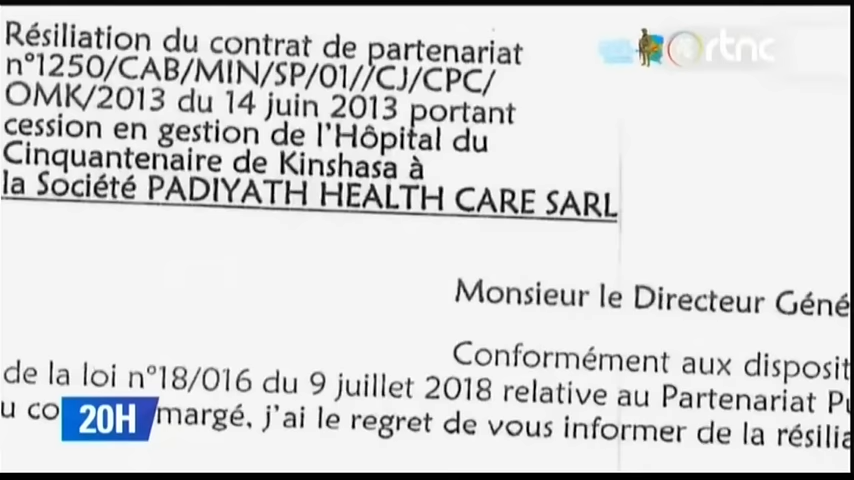 rtnc
Résiliation du contrat de partenariat
n°1250/CAB/MIN/SP/01//CJ/CPC/
OMK/2013 du 14 juin 2013 portant
cession en gestion de l'Hôpital du
Cinquantenaire de Kinshasa à
la Société PADIYATH HEALTH CARE SARL
Monsieur le Directeur Géné
Conformément aux disposit
de la loi n°18/016 du 9 juillet 2018 relative au Partenariat Pu
u co margé, j'ai le regret de vous informer de la résilia
20H